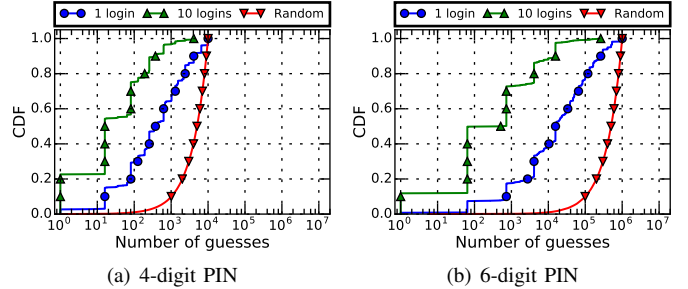 1 login 10 logins Random
1 login 10 logins Random
1.0
0.8
0.6
0.4
0.2
0.0
CDF
10^0 10^1 10^2 10^3 10^4 10^5 10^6 10^7
Number of guesses
(a) 4-digit PIN
1.0
0.8
0.6
0.4
0.2
0.0
CDF
10^0 10^1 10^2 10^3 10^4 10^5 10^6 10^7
Number of guesses
(b) 6-digit PIN